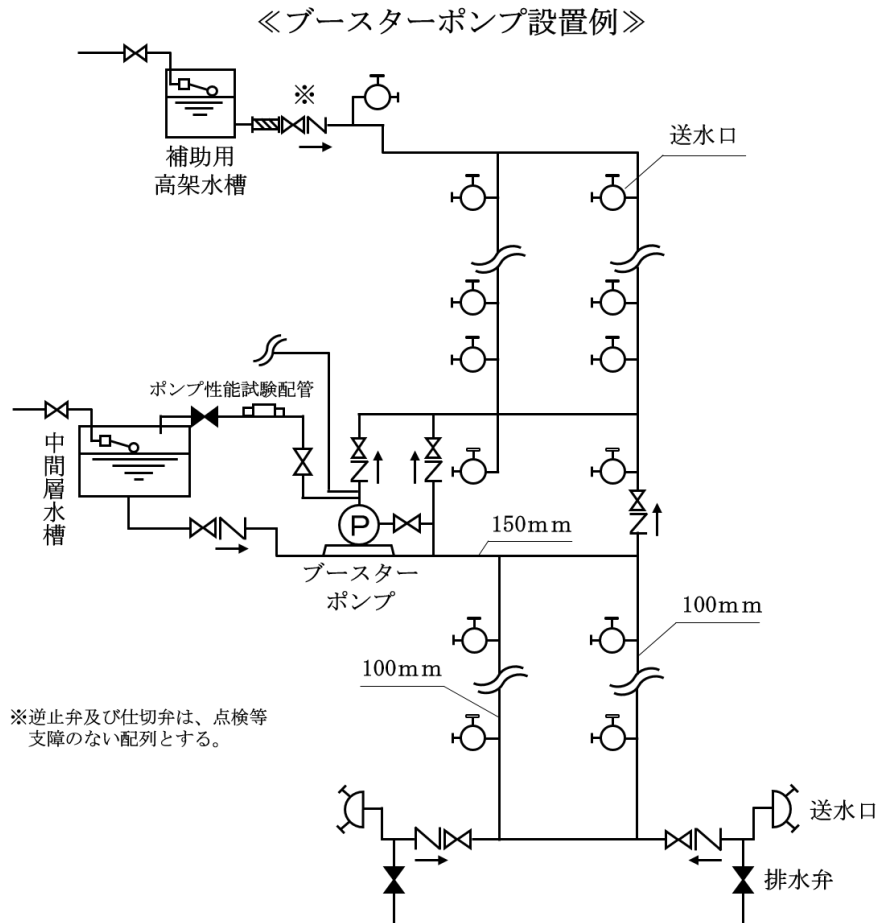 ≪ブースターポンプ設置例≫
※
補助用
高架水槽
送水口
ポンプ性能試験配管
中間層水槽
P
ブースター
ポンプ
150mm
100mm
100mm
※逆止弁及び仕切弁は、点検等
支障のない配列とする。
送水口
排水弁